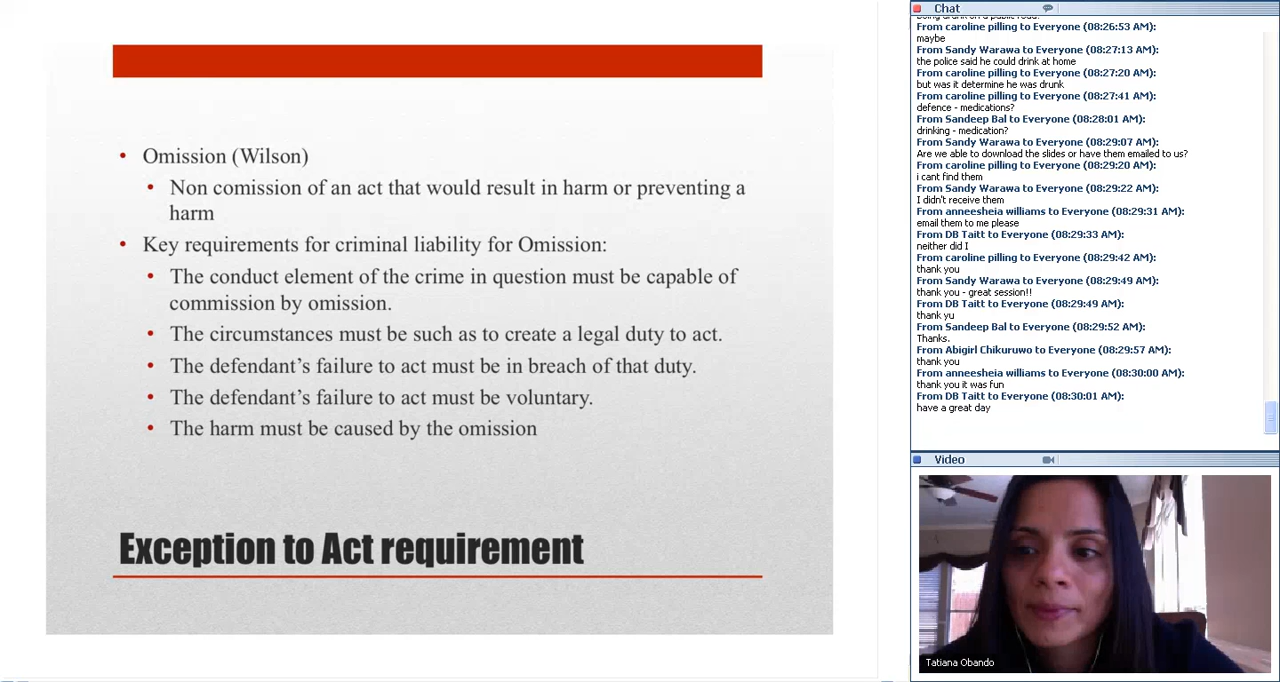 Omission (Wilson)
Non comission of an act that would result in harm or preventing a
harm
Key requirements for criminal liability for Omission:
The conduct element of the crime in question must be capable of
commission by omission.
The circumstances must be such as to create a legal duty to act.
The defendant’s failure to act must be in breach of that duty.
The defendant’s failure to act must be voluntary.
The harm must be caused by the omission
Exception to Act requirement
Chat
From caroline pilling to Everyone (08:26:53 AM):
maybe
From Sandy Warawa to Everyone (08:27:13 AM):
the police said he could drink at home
From caroline pilling to Everyone (08:27:20 AM):
but was it determine he was drunk
From caroline pilling to Everyone (08:27:41 AM):
defence - medications?
From Sandeep Bal to Everyone (08:28:01 AM):
drinking - medication?
From Sandy Warawa to Everyone (08:29:07 AM):
Are we able to download the slides or have them emailed to us?
From caroline pilling to Everyone (08:29:20 AM):
i cant find them
From Sandy Warawa to Everyone (08:29:22 AM):
I didn't receive them
From anneesheia williams to Everyone (08:29:31 AM):
email them to me please
From DB Taitt to Everyone (08:29:33 AM):
neither did I
From caroline pilling to Everyone (08:29:42 AM):
thank you
From Sandy Warawa to Everyone (08:29:49 AM):
thank you - great session!!
From DB Taitt to Everyone (08:29:49 AM):
thank yu
From Sandeep Bal to Everyone (08:29:52 AM):
Thanks.
From Abigirl Chikuruwo to Everyone (08:29:57 AM):
thank you
From anneesheia williams to Everyone (08:30:00 AM):
thank you it was fun
From DB Taitt to Everyone (08:30:01 AM):
have a great day
Video
Tatiana Obando